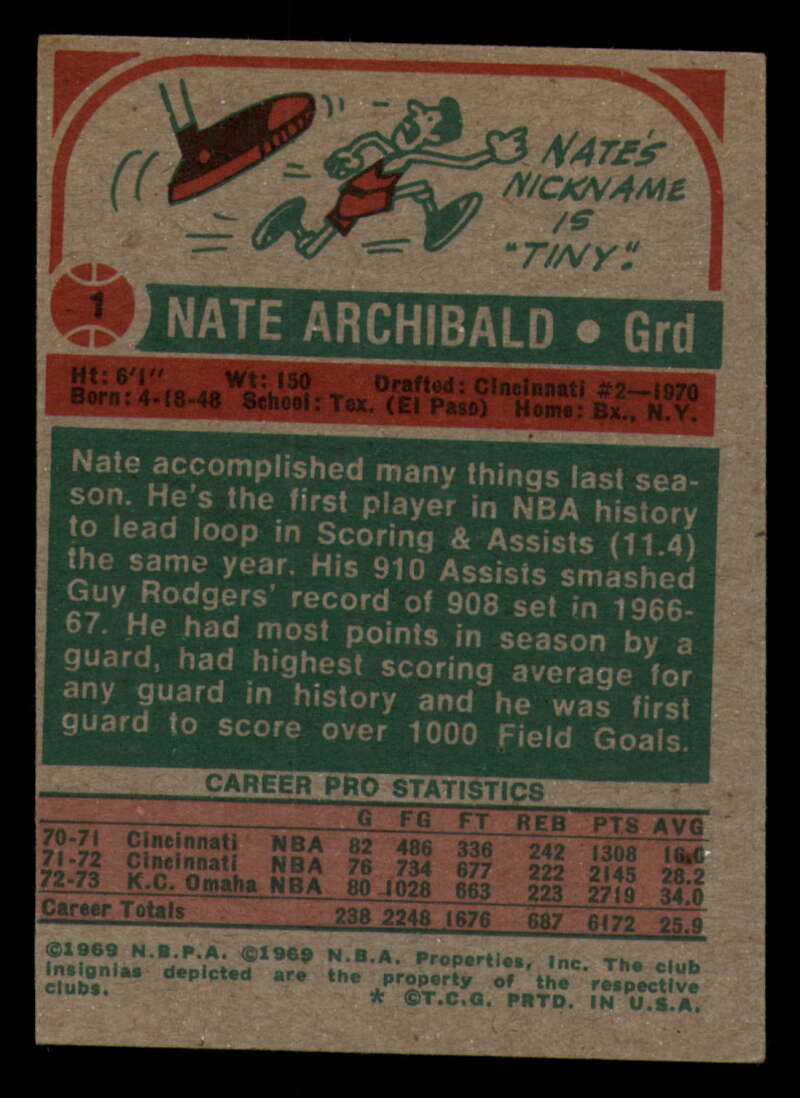 NATE'S
NICKNAME
IS
"TINY."
1
NATE ARCHIBALD • Grd
Ht: 6'1" Wt: 150 Drafted: Cincinnati #2—1970
Born: 4-18-48 School: Tex. (El Paso) Home: Bx., N.Y.
Nate accomplished many things last sea-
son. He's the first player in NBA history
to lead loop in Scoring & Assists (11.4)
the same year. His 910 Assists smashed
Guy Rodgers' record of 908 set in 1966-
67. He had most points in season by a
guard, had highest scoring average for
any guard in history and he was first
guard to score over 1000 Field Goals.
CAREER PRO STATISTICS
G FG FT REB PTS AVG
70-71 Cincinnati NBA 82 486 336 242 1308 16.0
71-72 Cincinnati NBA 76 734 677 222 2145 28.2
72-73 K.C. Omaha NBA 80 1028 663 223 2719 34.0
Career Totals 238 2248 1676 687 6172 25.9
©1969 N.B.P.A. ©1969 N.B.A. Properties, Inc. The club
insignias depicted are the property of the respective
clubs. * ©T.C.G. PRTD. IN U.S.A.